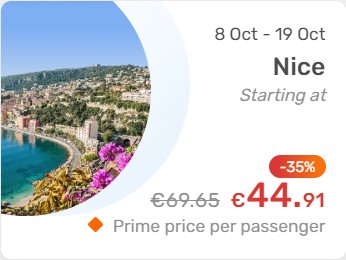 8 Oct - 19 Oct
Nice
Starting at
-35%
€69.65 €44.91
Prime price per passenger